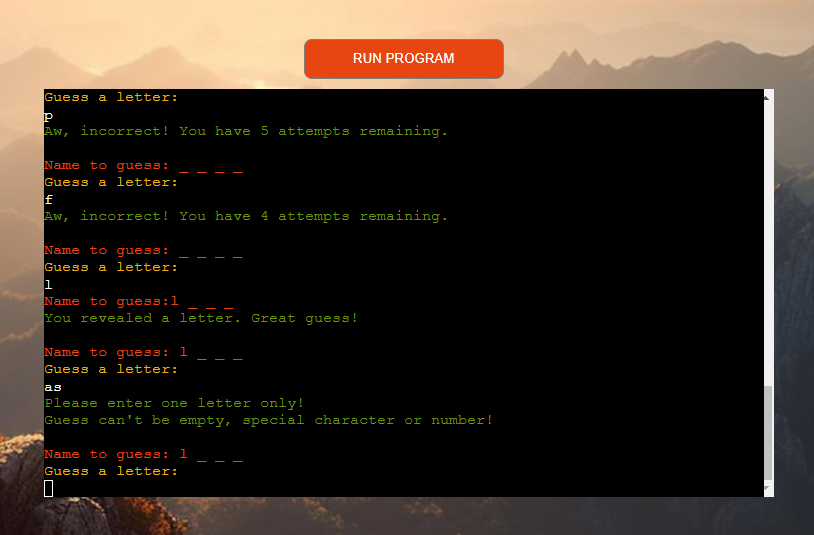 RUN PROGRAM
Guess a letter:
p
Aw, incorrect! You have 5 attempts remaining.
Name to guess: _ _ _ _
Guess a letter:
f
Aw, incorrect! You have 4 attempts remaining.
Name to guess: _ _ _ _
Guess a letter:
l
Name to guess:l _ _ _
You revealed a letter. Great guess!
Name to guess: l _ _ _
Guess a letter:
as
Please enter one letter only!
Guess can't be empty, special character or number!
Name to guess: l _ _ _
Guess a letter: